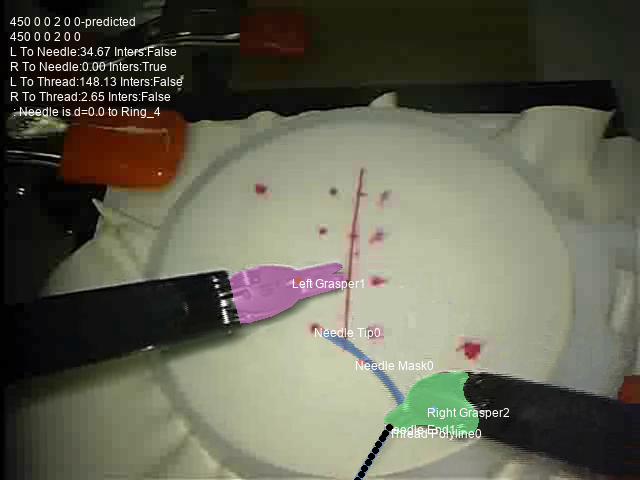 450 0 0 2 0 0-predicted
450 0 0 2 0 0
L To Needle:34.67 Inters:False
R To Needle:0.00 Inters:True
L To Thread:148.13 Inters:False
R To Thread:2.65 Inters:False
: Needle is d=0.0 to Ring_4
Left Grasper1
Needle Tip0
Needle Mask0
Right Grasper2
Needle End1
Thread Polyline0